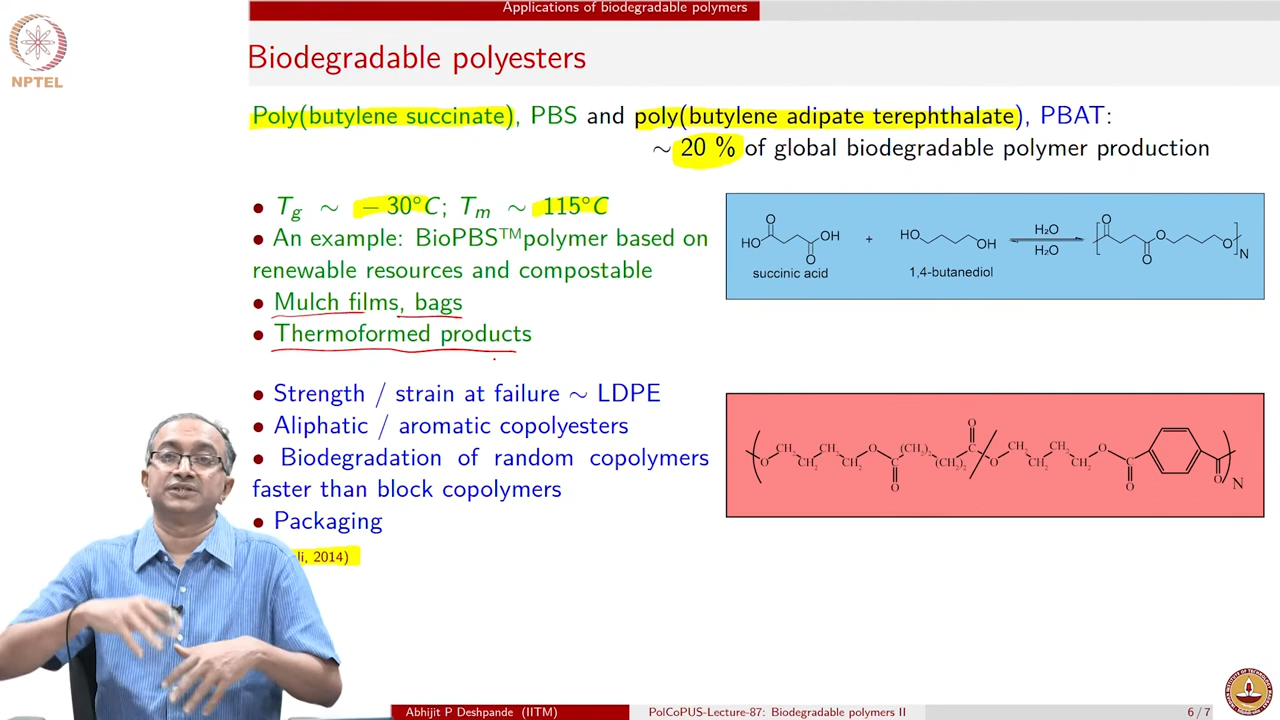 Applications of biodegradable polymers
NPTEL
Biodegradable polyesters
Poly(butylene succinate), PBS and poly(butylene adipate terephthalate), PBAT:
∼ 20 % of global biodegradable polymer production
• Tg ∼ − 30°C; Tm ∼ 115°C
• An example: BioPBS™polymer based on
renewable resources and compostable
• Mulch films, bags
• Thermoformed products
O OH HO O + HO OH H₂O H₂O O O O O N
succinic acid 1,4-butanediol
• Strength / strain at failure ∼ LDPE
• Aliphatic / aromatic copolyesters
• Biodegradation of random copolymers
faster than block copolymers
• Packaging
O CH₂ CH₂ CH₂ CH₂ O C O (CH₂)₂ (CH₂)₂ C O O CH₂ CH₂ CH₂ CH₂ O C O C O N
li, 2014)
Abhijit P Deshpande (IITM) PolCoPUS-Lecture-87: Biodegradable polymers II 6 / 7